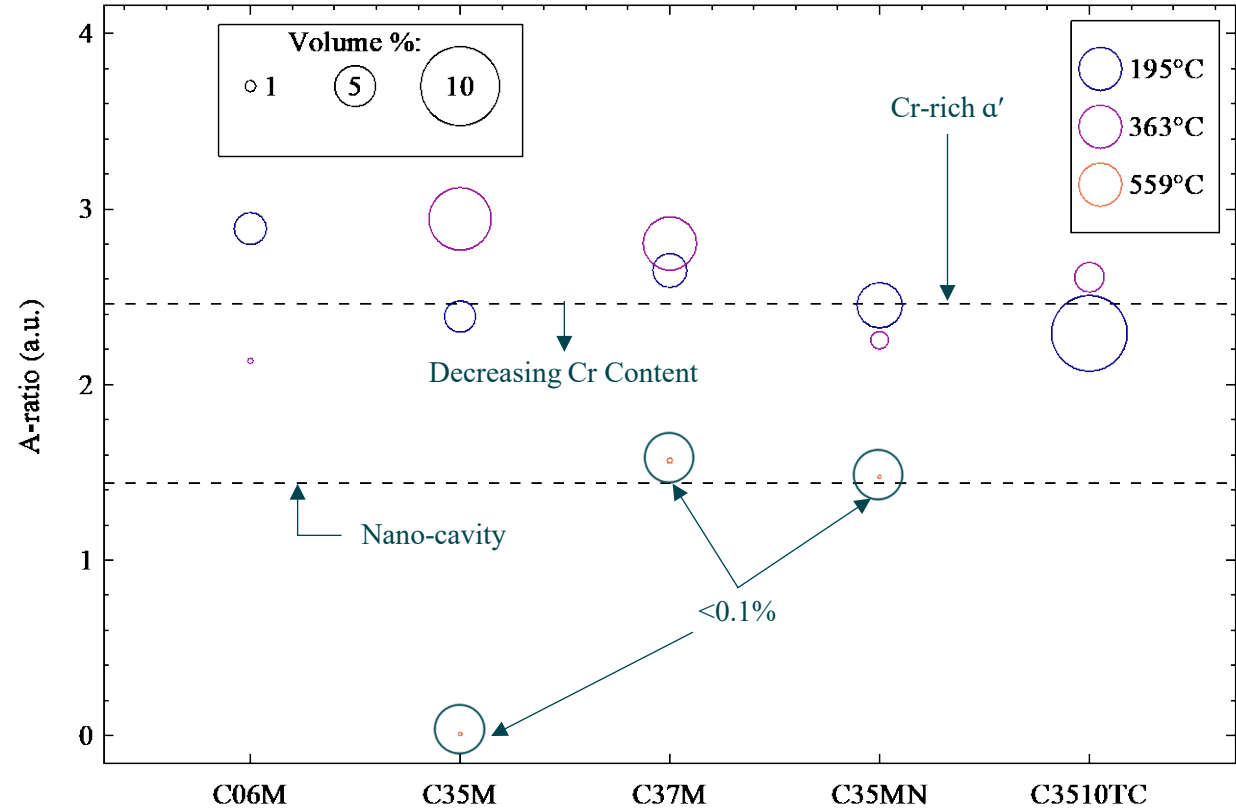 4
Volume %:
1
5
10
195°C
363°C
559°C
Cr-rich α′
3
A-ratio (a.u.)
Decreasing Cr Content
2
Nano-cavity
1
<0.1%
0
C06M
C35M
C37M
C35MN
C3510TC